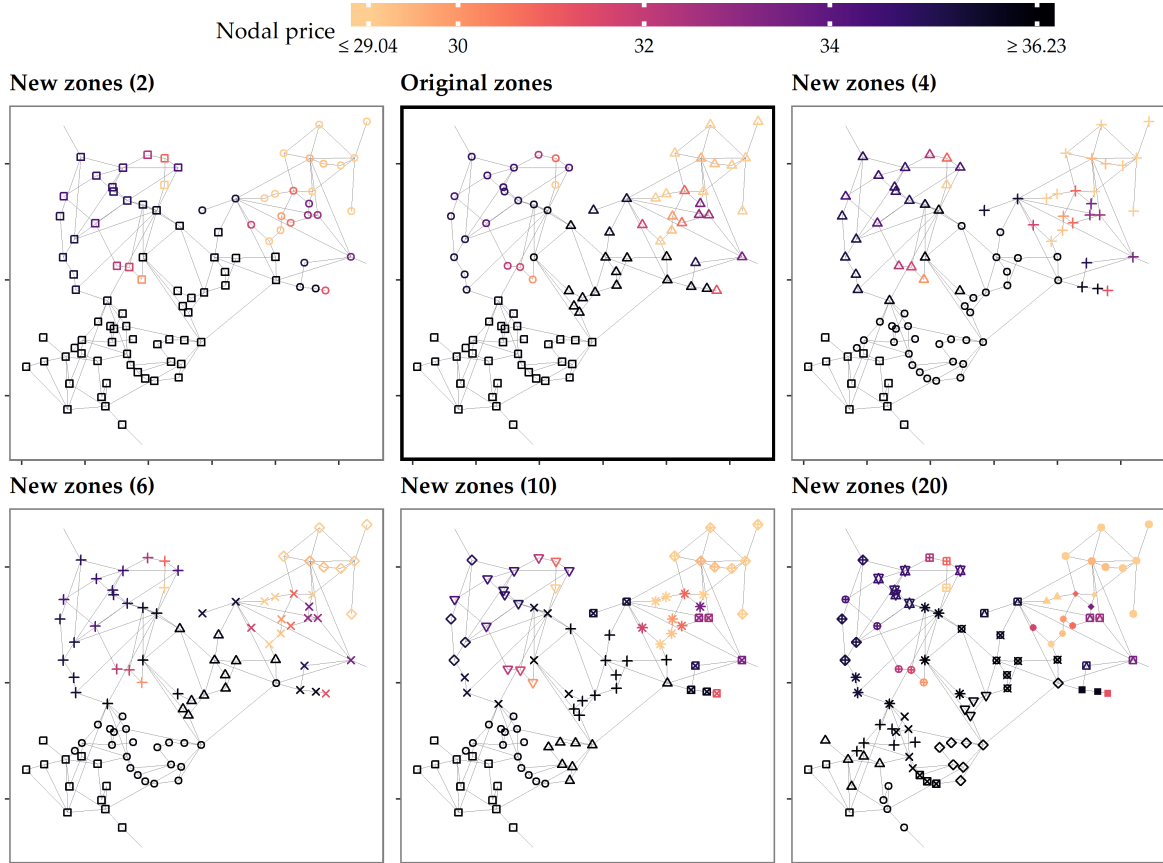 Nodal price
≤ 29.04 30 32 34 ≥ 36.23
New zones (2) Original zones New zones (4)
New zones (6) New zones (10) New zones (20)